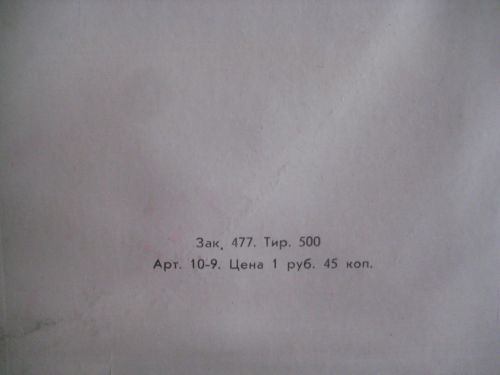 Зак. 477. Тир. 500
Арт. 10-9. Цена 1 руб. 45 коп.